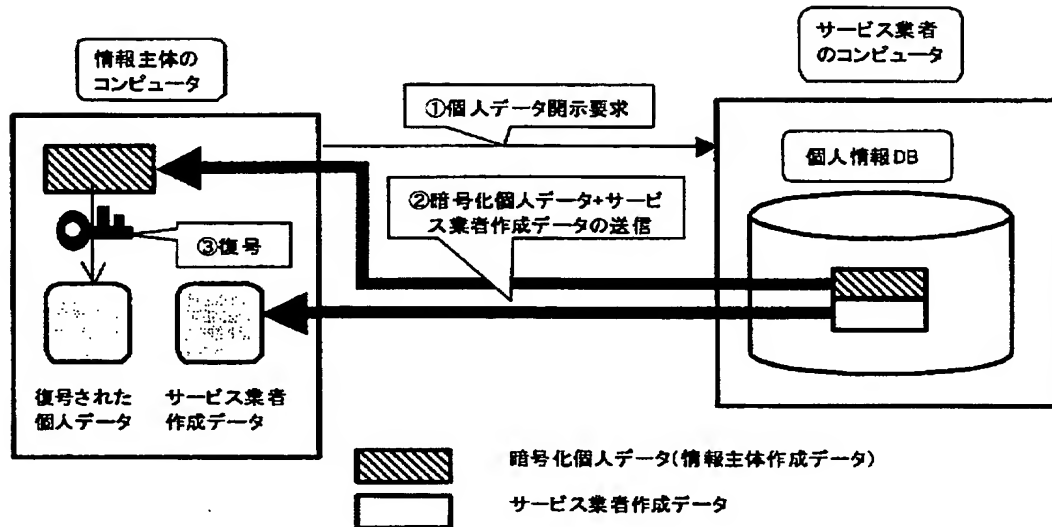 情報主体の
コンピュータ
サービス業者
のコンピュータ
①個人データ開示要求
個人情報DB
②暗号化個人データ+サービ
ス業者作成データの送信
③復号
復号された
個人データ
サービス業者
作成データ
暗号化個人データ(情報主体作成データ)
サービス業者作成データ